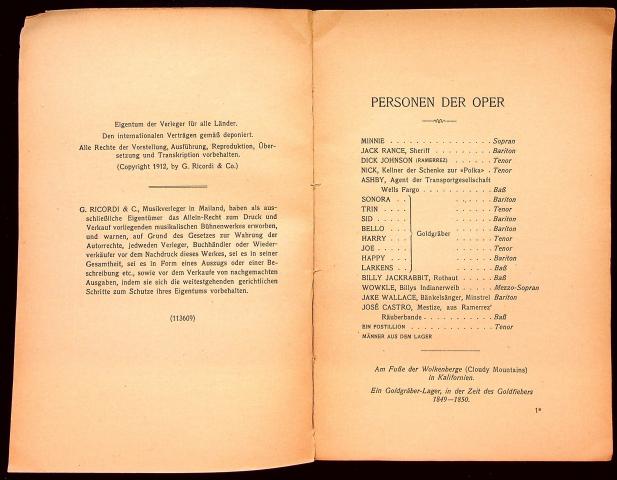 Eigentum der Verleger für alle Länder.
Den internationalen Verträgen gemäß deponiert.
Alle Rechte der Vorstellung, Ausführung, Reproduktion, Über-
setzung und Transkription vorbehalten.
(Copyright 1912, by G. Ricordi & Co.)
G. RICORDI & C., Musikverleger in Mailand, haben als aus-
schließliche Eigentümer das Allein-Recht zum Druck und
Verkauf vorliegenden musikalischen Bühnenwerkes erworben,
und warnen, auf Grund des Gesetzes zur Wahrung der
Autorrechte, jedweden Verleger, Buchhändler oder Wieder-
verkäufer vor dem Nachdruck dieses Werkes, sei es in seiner
Gesamtheit, sei es in Form eines Auszugs oder einer Be-
schreibung etc., sowie vor dem Verkaufe von nachgemachten
Ausgaben, indem sie sich die weitestgehenden gerichtlichen
Schritte zum Schutze ihres Eigentums vorbehalten.
(113609)
PERSONEN DER OPER
MINNIE . . . . . . . . . . . . . . . . . Sopran
JACK RANCE, Sheriff . . . . . . . . . Bariton
DICK JOHNSON (RAMERREZ) . . . . . . Tenor
NICK, Kellner der Schenke zur «Polka» . Tenor
ASHBY, Agent der Transportgesellschaft
Wells Fargo . . . . . . . . . . . Baß
SONORA . . . . . . . . . Bariton
TRIN . . . . . . . . . Tenor
SID . . . . . . . . . Bariton
BELLO . . . . . . . . . Bariton
Goldgräber
HARRY . . . . . . . . . Tenor
JOE . . . . . . . . . Tenor
HAPPY . . . . . . . . . Bariton
LARKENS . . . . . . . . . Baß
BILLY JACKRABBIT, Rothaut . . . . . Baß
WOWKLE, Billys Indianerweib . . . . Mezzo-Sopran
JAKE WALLACE, Bänkelsänger, Minstrel Bariton
JOSÉ CASTRO, Mestize, aus Ramerrez'
Räuberbande . . . . . . . . . . . Baß
EIN POSTILLION . . . . . . . . . . . . Tenor
MÄNNER AUS DEM LAGER
Am Fuße der Wolkenberge (Cloudy Mountains)
in Kalifornien.
Ein Goldgräber-Lager, in der Zeit des Goldfiebers
1849—1850.
1*